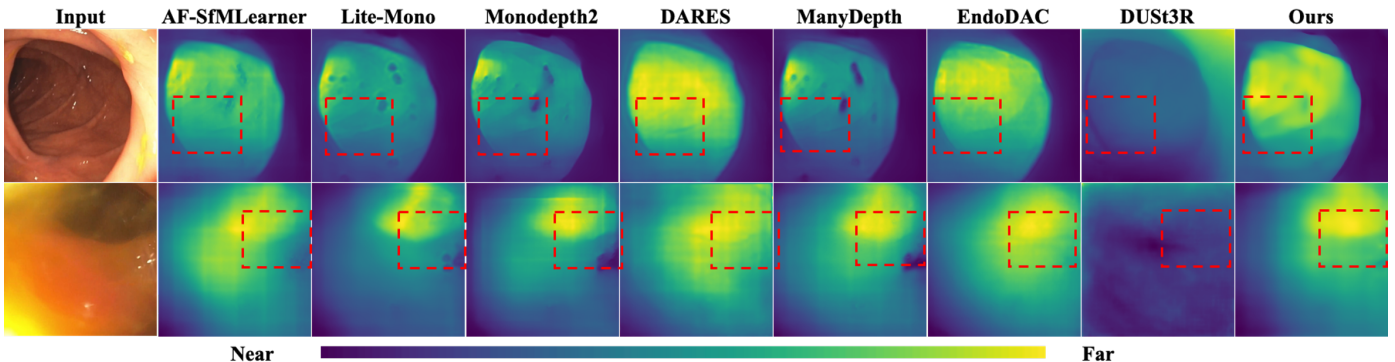 Input AF-SfMLearner Lite-Mono Monodepth2 DARES ManyDepth EndoDAC DUSt3R Ours
Near Far